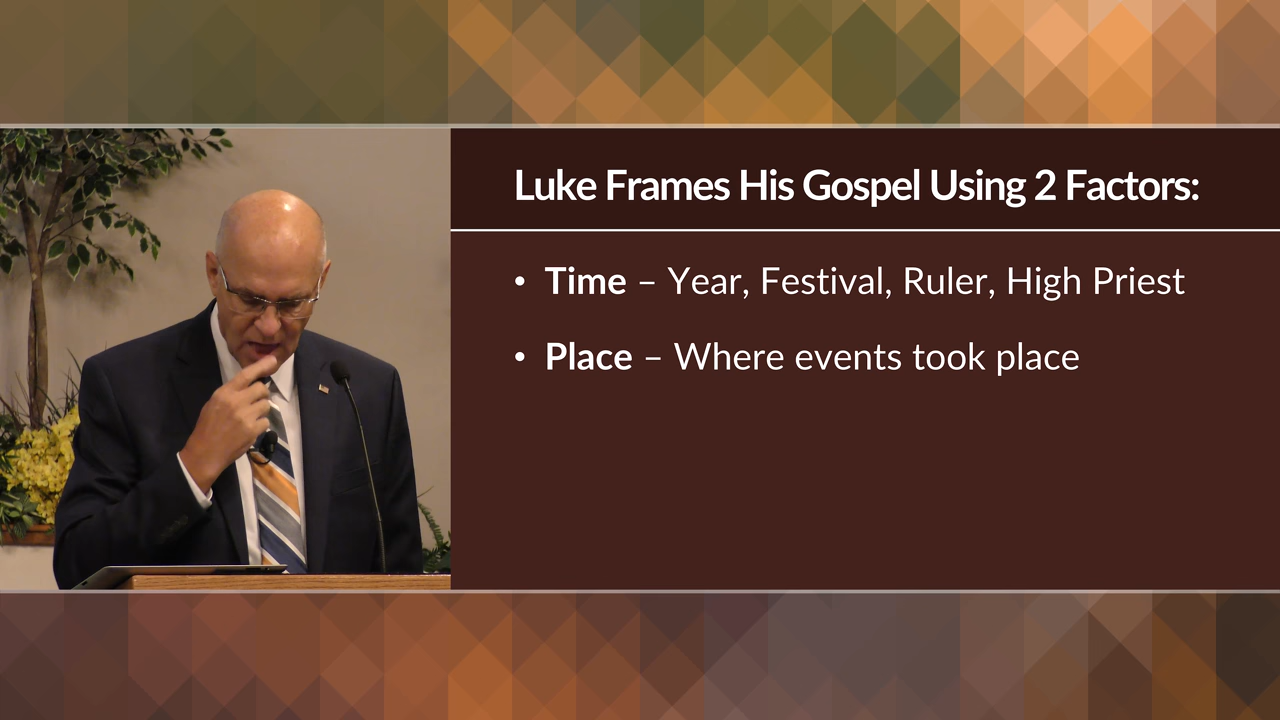 Luke Frames His Gospel Using 2 Factors:
• Time – Year, Festival, Ruler, High Priest
• Place – Where events took place